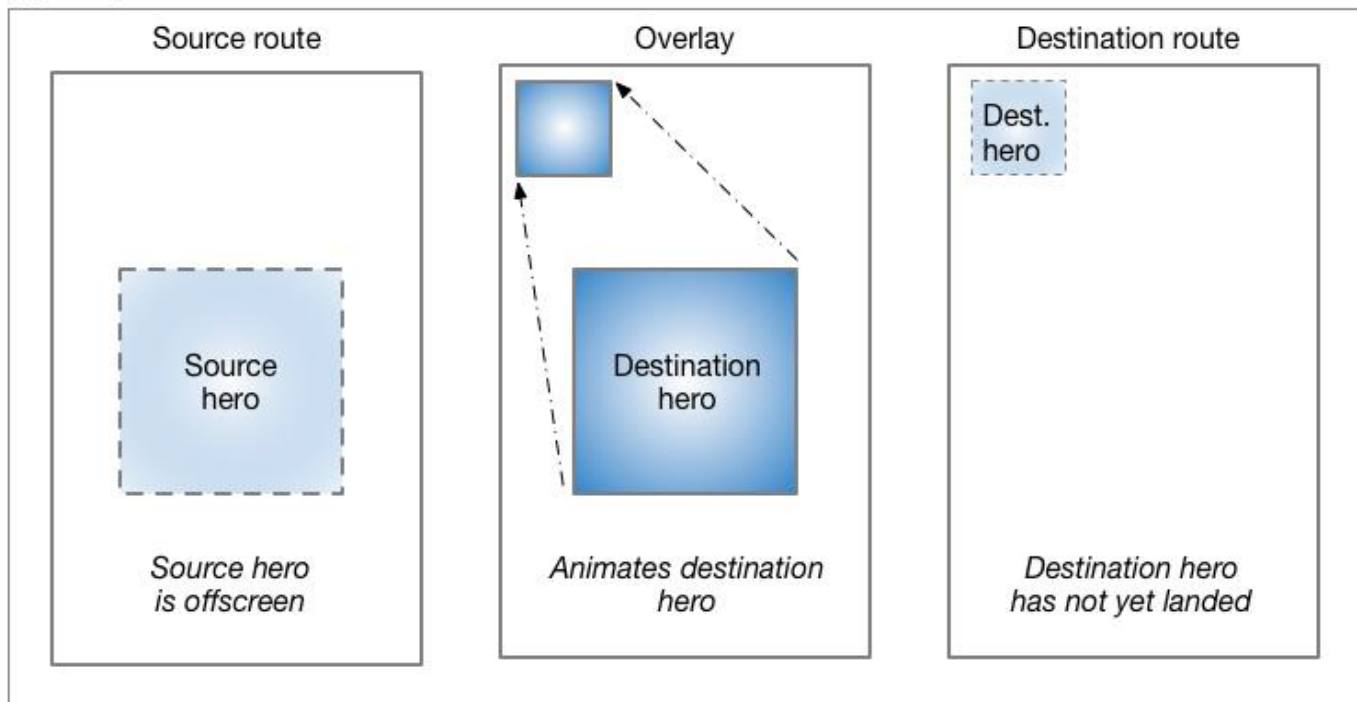 Source route
Source
hero
Source hero
is offscreen
Overlay
Destination
hero
Animates destination
hero
Destination route
Dest.
hero
Destination hero
has not yet landed